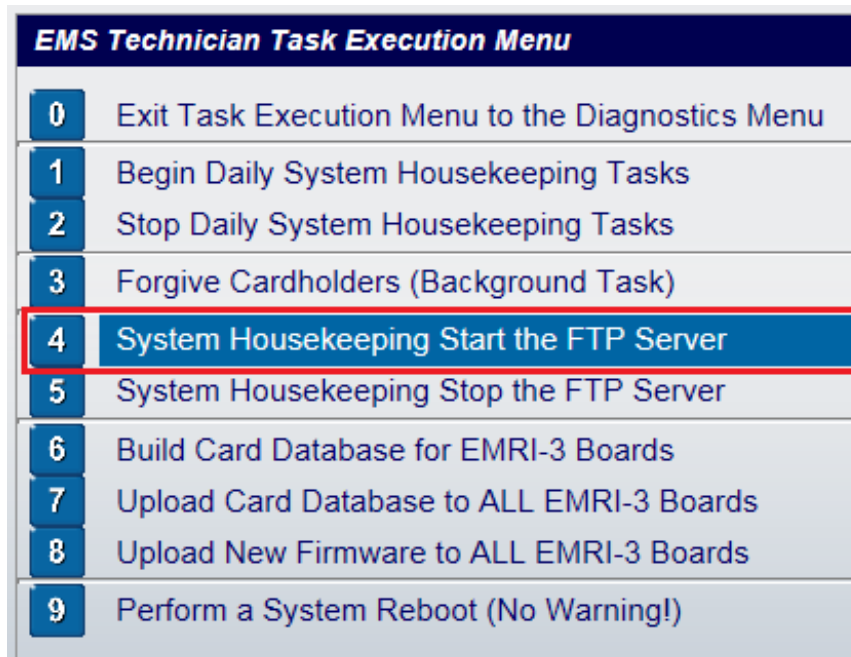 EMS Technician Task Execution Menu
0 Exit Task Execution Menu to the Diagnostics Menu
1 Begin Daily System Housekeeping Tasks
2 Stop Daily System Housekeeping Tasks
3 Forgive Cardholders (Background Task)
4 System Housekeeping Start the FTP Server
5 System Housekeeping Stop the FTP Server
6 Build Card Database for EMRI-3 Boards
7 Upload Card Database to ALL EMRI-3 Boards
8 Upload New Firmware to ALL EMRI-3 Boards
9 Perform a System Reboot (No Warning!)